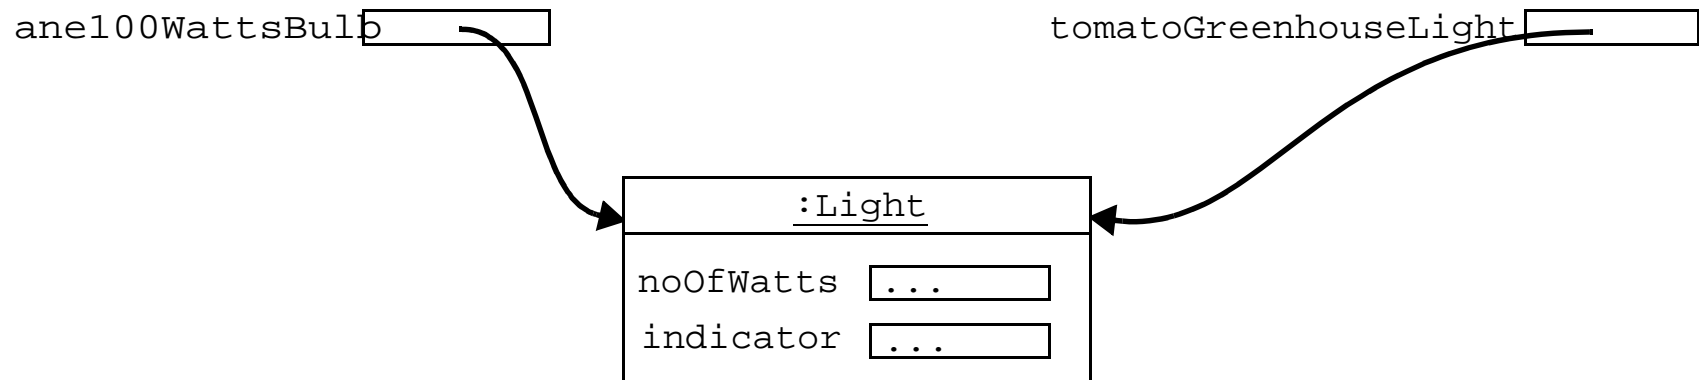 ane100WattsBulb
tomatoGreenhouseLight
:Light
noOfWatts ...
indicator ...